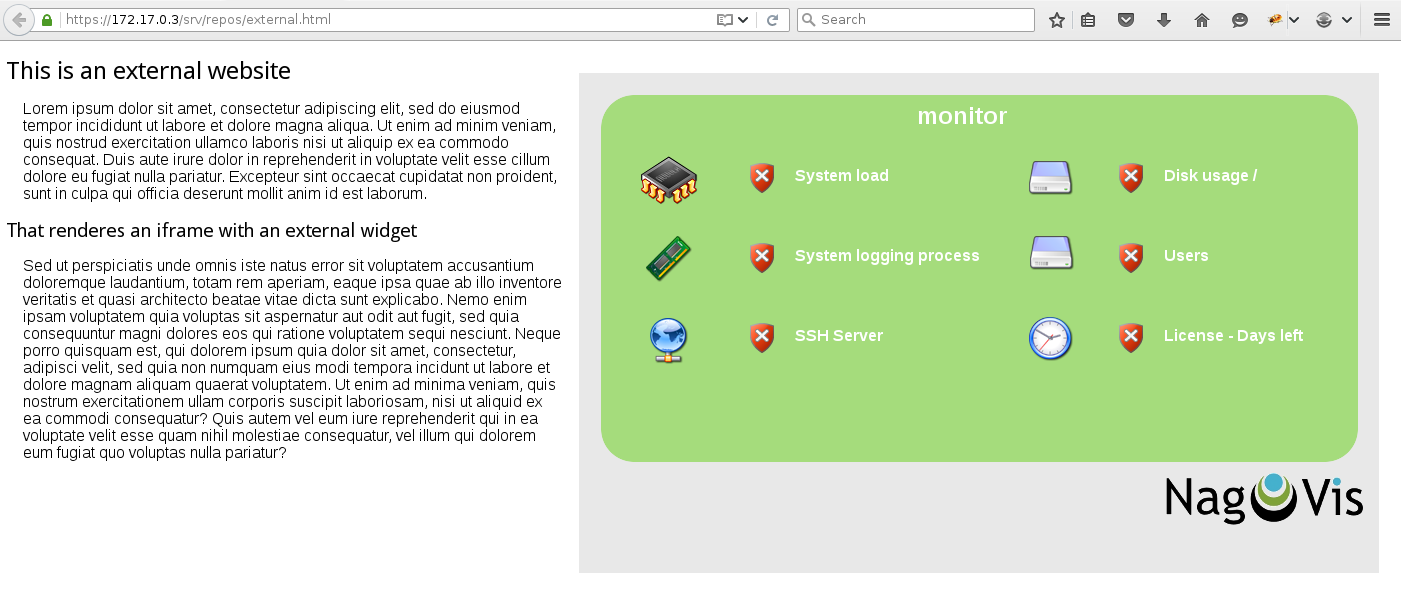 https://172.17.0.3/srv/repos/external.html
Search
This is an external website
Lorem ipsum dolor sit amet, consectetur adipiscing elit, sed do eiusmod
tempor incididunt ut labore et dolore magna aliqua. Ut enim ad minim veniam,
quis nostrud exercitation ullamco laboris nisi ut aliquip ex ea commodo
consequat. Duis aute irure dolor in reprehenderit in voluptate velit esse cillum
dolore eu fugiat nulla pariatur. Excepteur sint occaecat cupidatat non proident,
sunt in culpa qui officia deserunt mollit anim id est laborum.
That renderes an iframe with an external widget
Sed ut perspiciatis unde omnis iste natus error sit voluptatem accusantium
doloremque laudantium, totam rem aperiam, eaque ipsa quae ab illo inventore
veritatis et quasi architecto beatae vitae dicta sunt explicabo. Nemo enim
ipsam voluptatem quia voluptas sit aspernatur aut odit aut fugit, sed quia
consequuntur magni dolores eos qui ratione voluptatem sequi nesciunt. Neque
porro quisquam est, qui dolorem ipsum quia dolor sit amet, consectetur,
adipisci velit, sed quia non numquam eius modi tempora incidunt ut labore et
dolore magnam aliquam quaerat voluptatem. Ut enim ad minima veniam, quis
nostrum exercitationem ullam corporis suscipit laboriosam, nisi ut aliquid ex
ea commodi consequatur? Quis autem vel eum iure reprehenderit qui in ea
voluptate velit esse quam nihil molestiae consequatur, vel illum qui dolorem
eum fugiat quo voluptas nulla pariatur?
monitor
System load
Disk usage /
System logging process
Users
SSH Server
License - Days left
NagVis